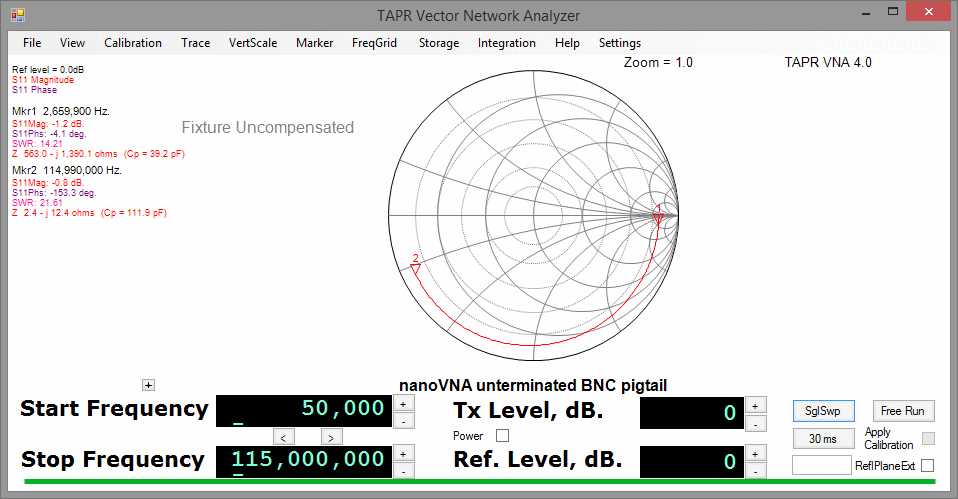 TAPR Vector Network Analyzer
File View Calibration Trace VertScale Marker FreqGrid Storage Integration Help Settings
Zoom = 1.0 TAPR VNA 4.0
Ref level = 0.0dB
S11 Magnitude
S11 Phase
Mkr1 2,659,900 Hz.
S11Mag: -1.2 dB.
S11Phs: -4.1 deg.
SWR: 14.21
Z 563.0 - j 1,390.1 ohms (Cp = 39.2 pF)
Mkr2 114,990,000 Hz.
S11Mag: -0.8 dB.
S11Phs: -153.3 deg.
SWR: 21.61
Z 2.4 - j 12.4 ohms (Cp = 111.9 pF)
Fixture Uncompensated
1
2
nanoVNA unterminated BNC pigtail
+
Start Frequency 50,000 + -
Tx Level, dB. 0 + -
SglSwp Free Run
< >
Power
30 ms Apply Calibration
Stop Frequency 115,000,000 + -
Ref. Level, dB. 0 + -
ReflPlaneExt